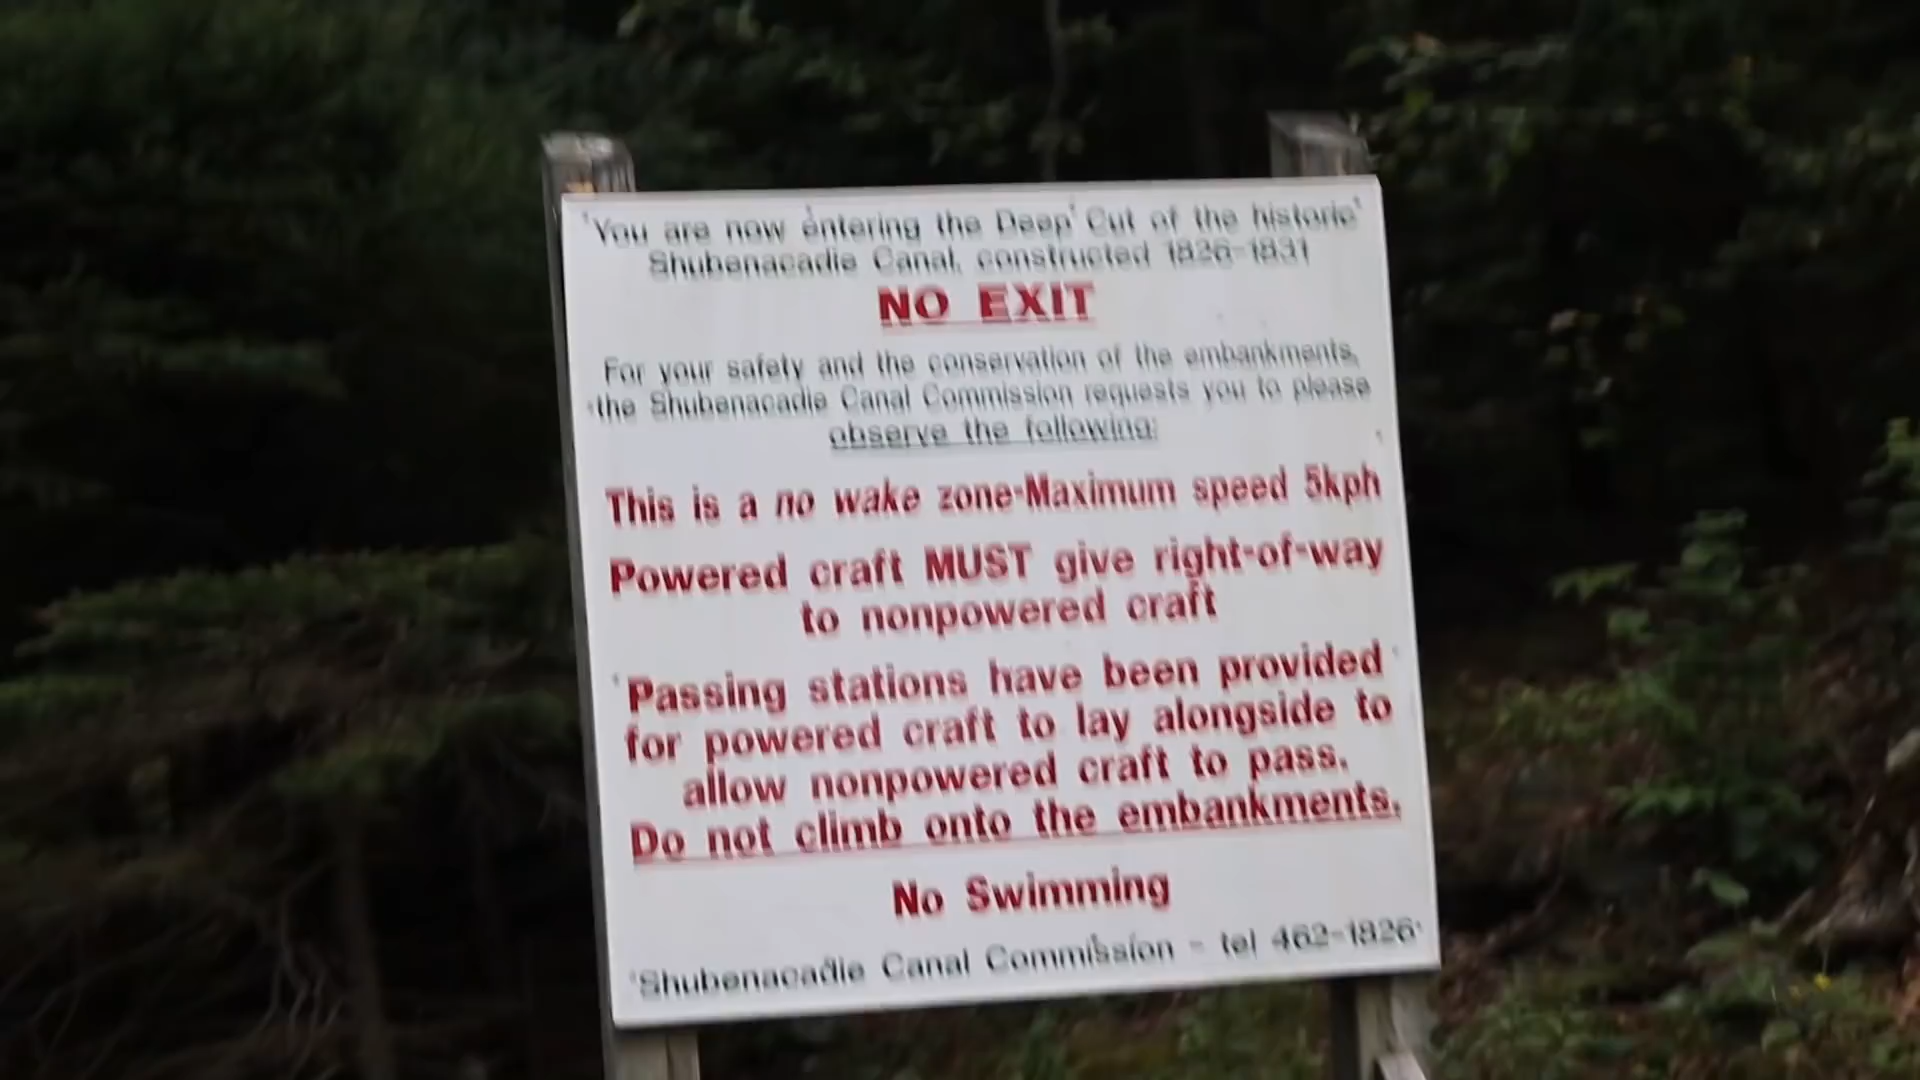 You are now entering the Deep Cut of the historic
Shubenacadie Canal, constructed 1826-1831
NO EXIT
For your safety and the conservation of the embankments,
the Shubenacadie Canal Commission requests you to please
observe the following:
This is a no wake zone-Maximum speed 5kph
Powered craft MUST give right-of-way
to nonpowered craft
Passing stations have been provided
for powered craft to lay alongside to
allow nonpowered craft to pass.
Do not climb onto the embankments.
No Swimming
Shubenacadie Canal Commission - tel 462-1826